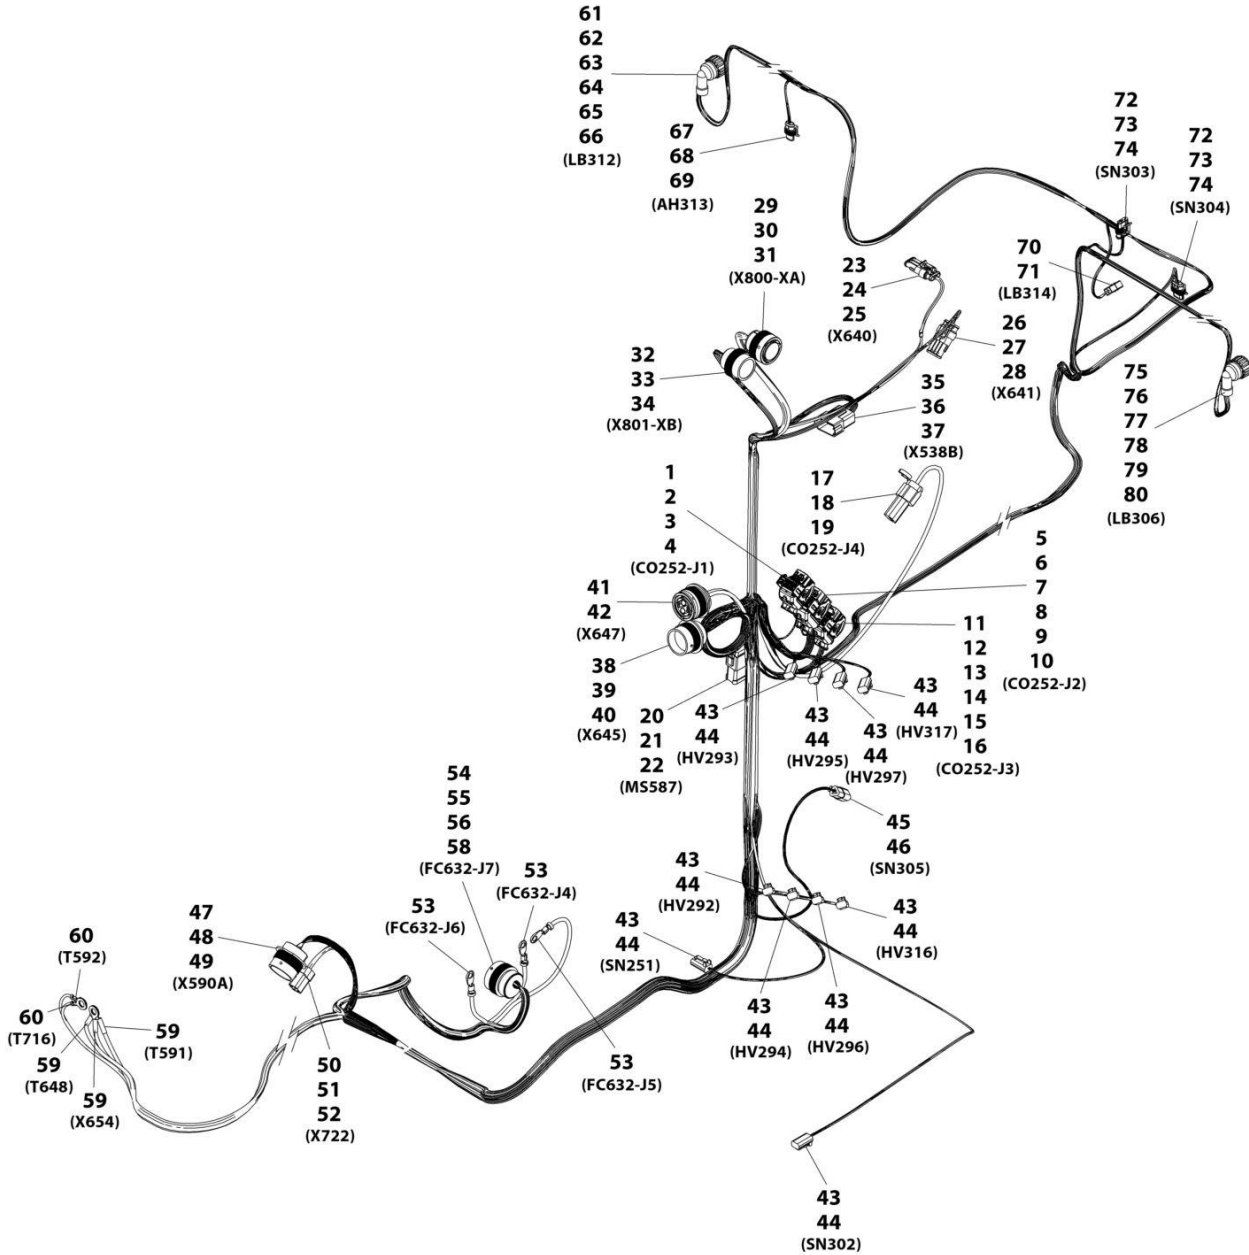 61
62
63
64
65
66
(LB312)
67
68
69
(AH313)
72
73
74
(SN303)
72
73
74
(SN304)
29
30
31
(X800-XA)
23
24
25
(X640)
70
71
(LB314)
26
27
28
(X641)
32
33
34
(X801-XB)
35
36
37
(X538B)
75
76
77
78
79
80
(LB306)
1
2
3
4
(CO252-J1)
17
18
19
(CO252-J4)
5
6
7
8
9
10
(CO252-J2)
41
42
(X647)
11
12
13
14
15
16
(CO252-J3)
38
39
40
(X645)
20
21
22
(MS587)
43
44
(HV293)
43
44
(HV295)
43
44
(HV297)
43
44
(HV317)
54
55
56
58
(FC632-J7)
45
46
(SN305)
53
(FC632-J4)
53
(FC632-J6)
43
44
(HV292)
43
44
(HV316)
47
48
49
(X590A)
43
44
(SN251)
60
(T592)
60
(T716)
59
(T591)
59
(T648)
59
(X654)
50
51
52
(X722)
53
(FC632-J5)
43
44
(HV294)
43
44
(HV296)
43
44
(SN302)